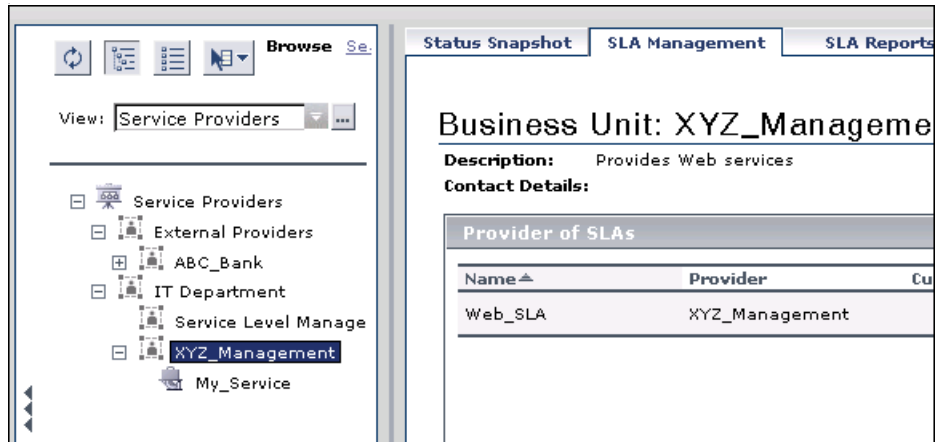 Browse Se.
View: Service Providers ...
Service Providers
External Providers
ABC_Bank
IT Department
Service Level Manage
XYZ_Management
My_Service
Status Snapshot SLA Management SLA Reports
Business Unit: XYZ_Manageme
Description: Provides Web services
Contact Details:
Provider of SLAs
Name Provider Cu
Web_SLA XYZ_Management